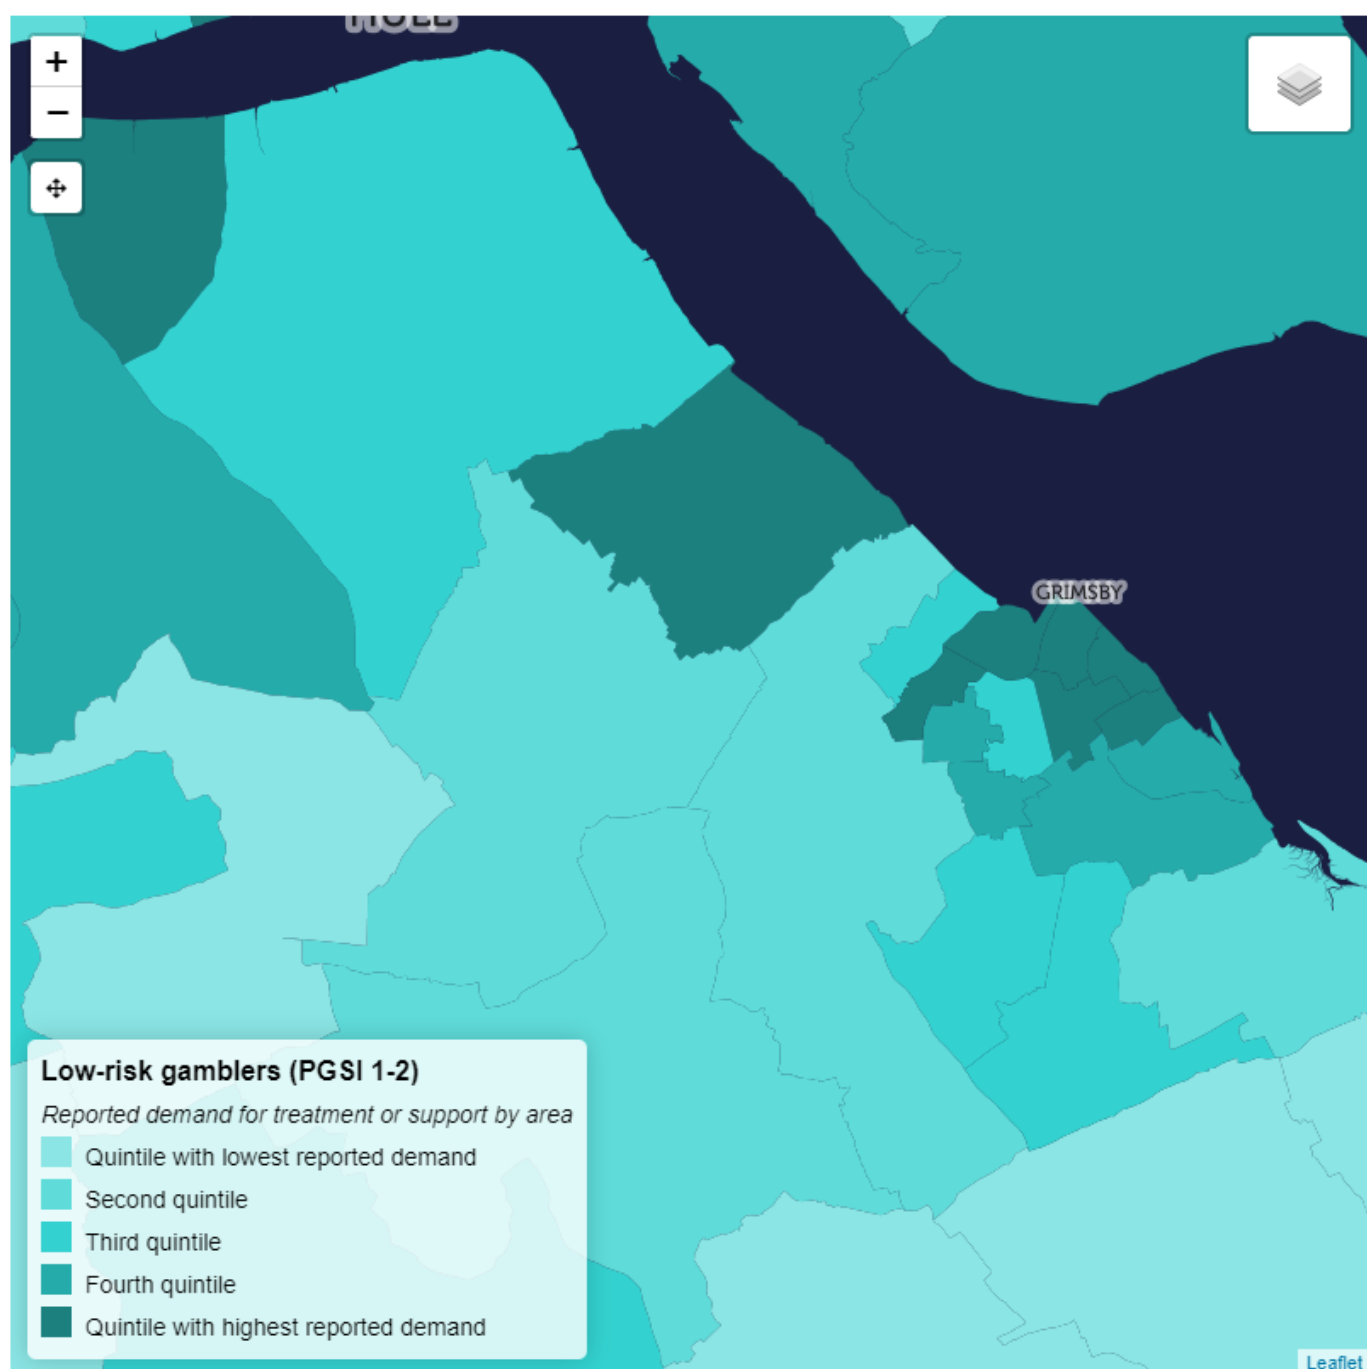 HULL
+
−
GRIMSBY
Low-risk gamblers (PGSI 1-2)
Reported demand for treatment or support by area
Quintile with lowest reported demand
Second quintile
Third quintile
Fourth quintile
Quintile with highest reported demand
Leaflet